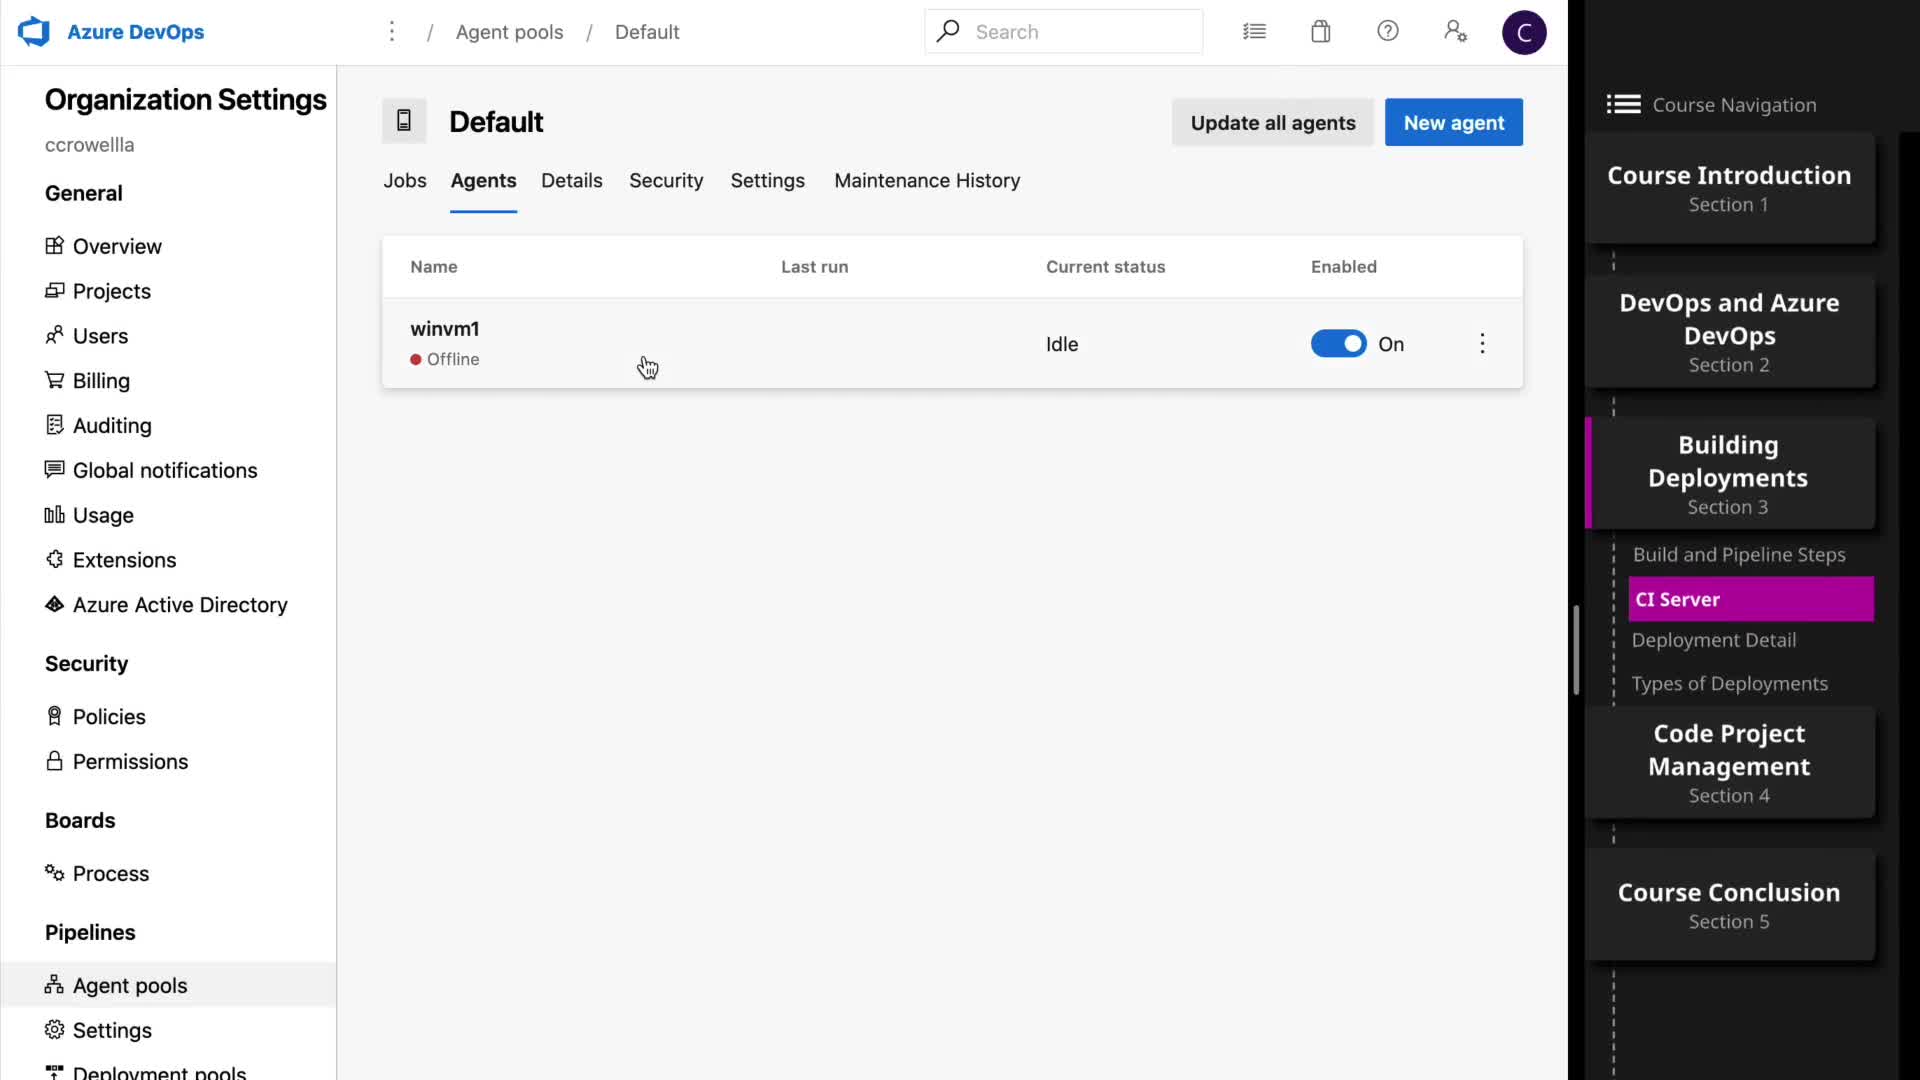 Azure DevOps
/ Agent pools / Default
Search
C
Organization Settings
ccrowellla
General
Overview
Projects
Users
Billing
Auditing
Global notifications
Usage
Extensions
Azure Active Directory
Security
Policies
Permissions
Boards
Process
Pipelines
Agent pools
Settings
Deployment pools
Default
Update all agents
New agent
Jobs Agents Details Security Settings Maintenance History
Name Last run Current status Enabled
winvm1
Offline
Idle
On
Course Navigation
Course Introduction
Section 1
DevOps and Azure
DevOps
Section 2
Building
Deployments
Section 3
Build and Pipeline Steps
CI Server
Deployment Detail
Types of Deployments
Code Project
Management
Section 4
Course Conclusion
Section 5